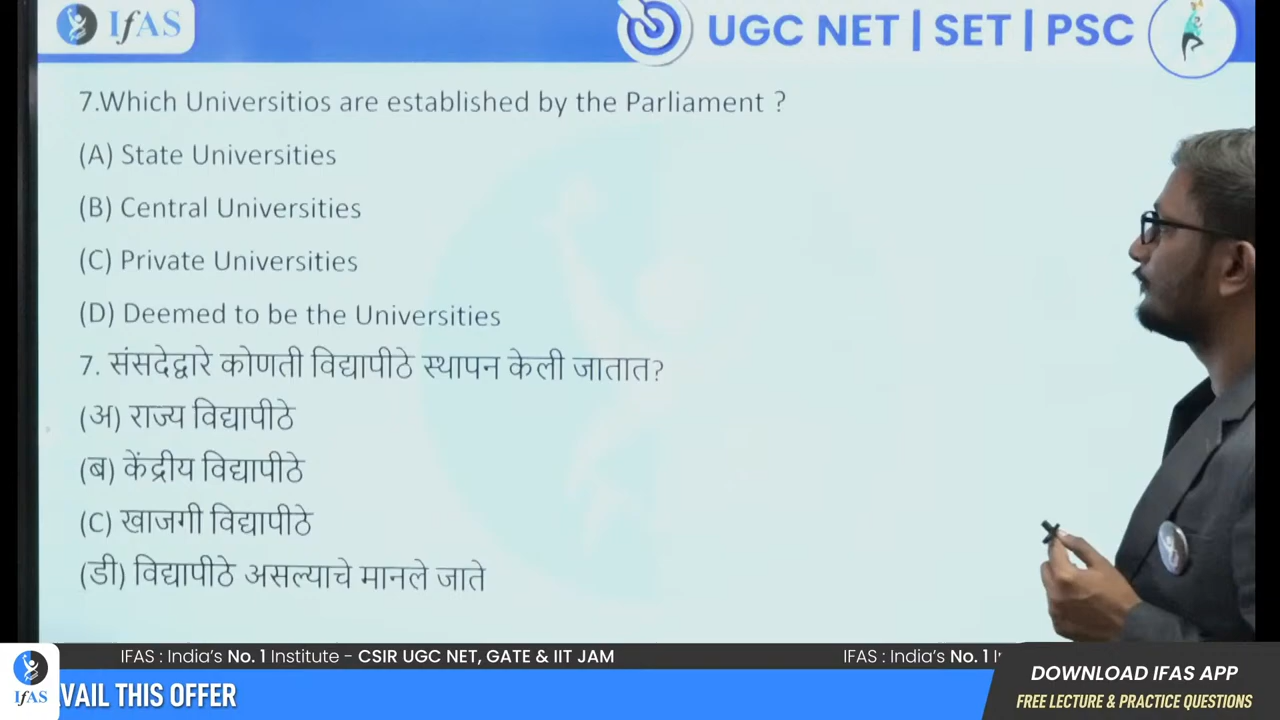 IfAS
UGC NET | SET | PSC
7.Which Universitios are established by the Parliament ?
(A) State Universities
(B) Central Universities
(C) Private Universities
(D) Deemed to be the Universities
7. संसदेद्वारे कोणती विद्यापीठे स्थापन केली जातात?
(अ) राज्य विद्यापीठे
(ब) केंद्रीय विद्यापीठे
(C) खाजगी विद्यापीठे
(डी) विद्यापीठे असल्याचे मानले जाते
IFAS : India's No. 1 Institute - CSIR UGC NET, GATE & IIT JAM
IFAS : India's No. 1
DOWNLOAD IFAS APP
FREE LECTURE & PRACTICE QUESTIONS
IfAS
VAIL THIS OFFER